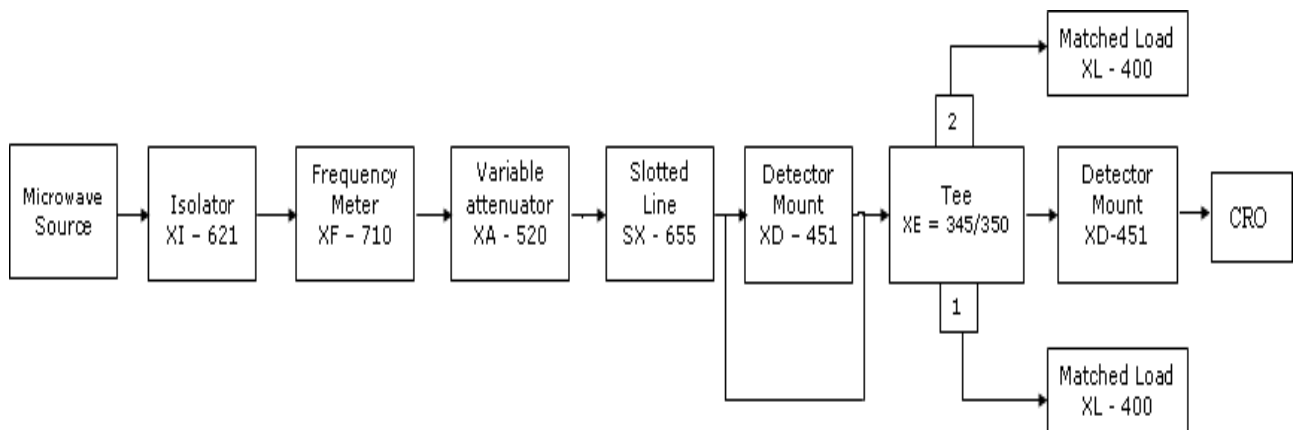 Microwave
Source
Isolator
XI - 621
Frequency
Meter
XF - 710
Variable
attenuator
XA - 520
Slotted
Line
SX - 655
Detector
Mount
XD - 451
2
Tee
XE = 345/350
1
Matched Load
XL - 400
Detector
Mount
XD-451
CRO
Matched Load
XL - 400